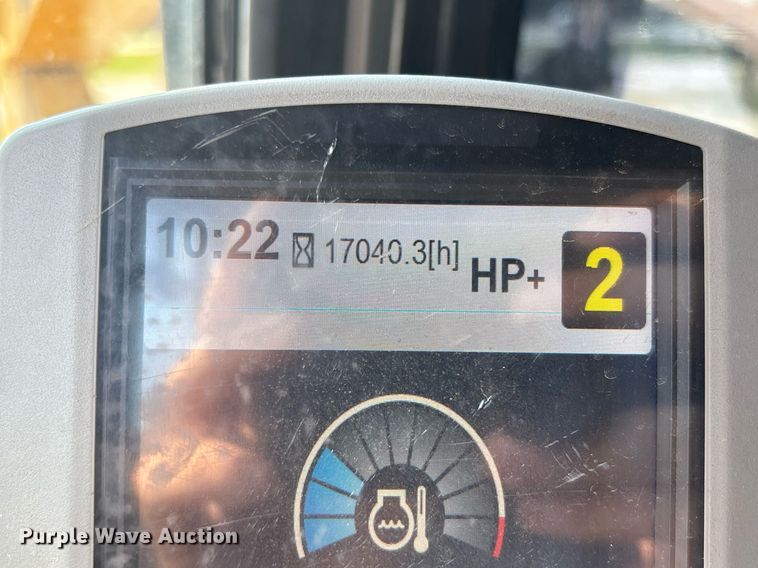 10:22 17040.3[h] HP+ 2
Purple Wave Auction